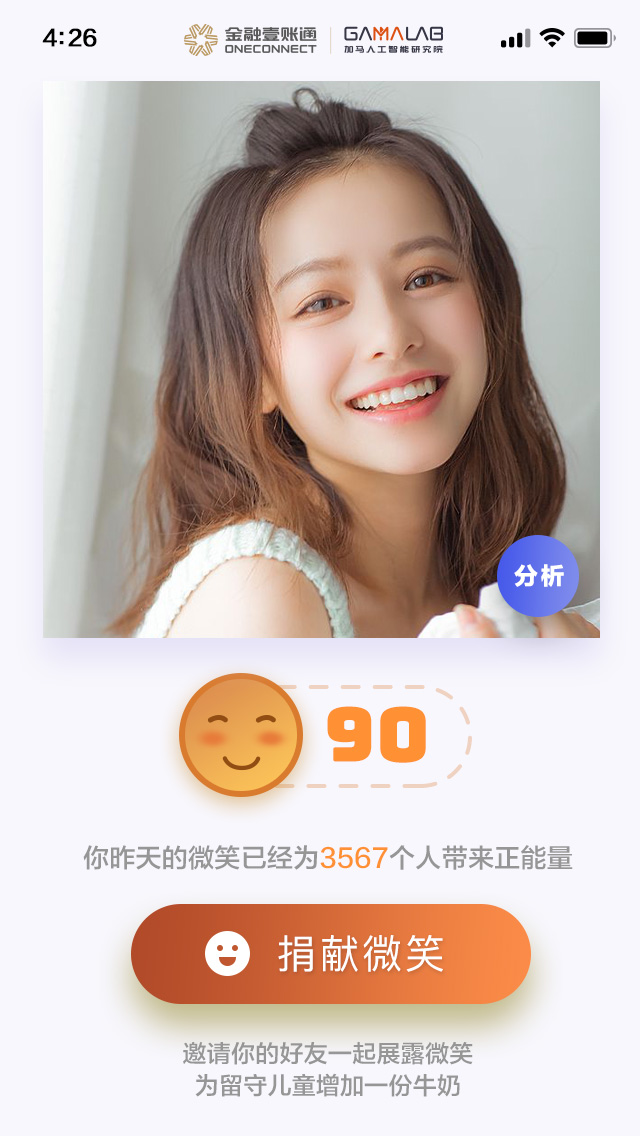 4:26
金融壹账通
ONECONNECT
GAMMALAB
加马人工智能研究院
分析
90
你昨天的微笑已经为3567个人带来正能量
捐献微笑
邀请你的好友一起展露微笑
为留守儿童增加一份牛奶